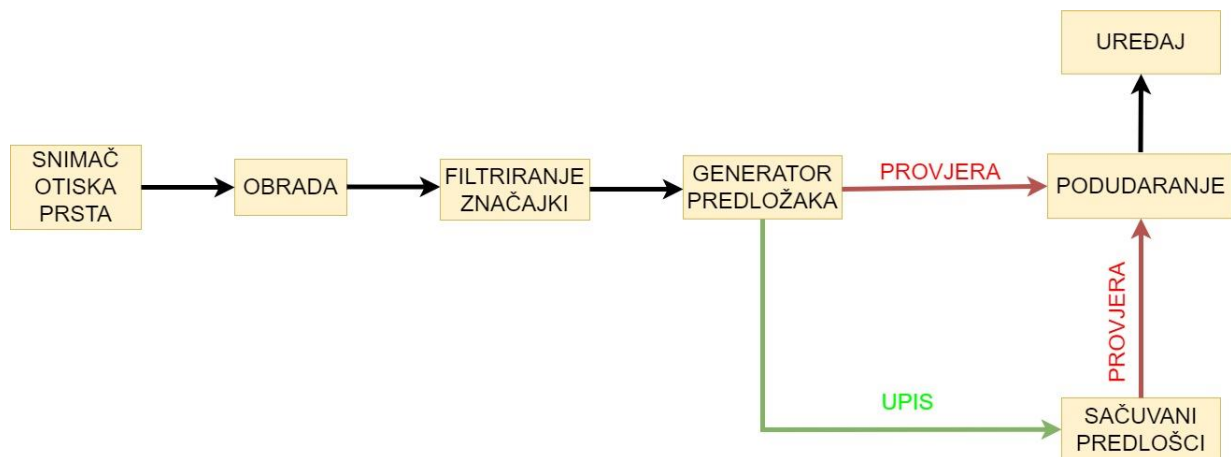 UREĐAJ
SNIMAČ
OTISKA
PRSTA
OBRADA
FILTRIRANJE
ZNAČAJKI
GENERATOR
PREDLOŽAKA
PROVJERA
PODUDARANJE
PROVJERA
UPIS
SAČUVANI
PREDLOŠCI